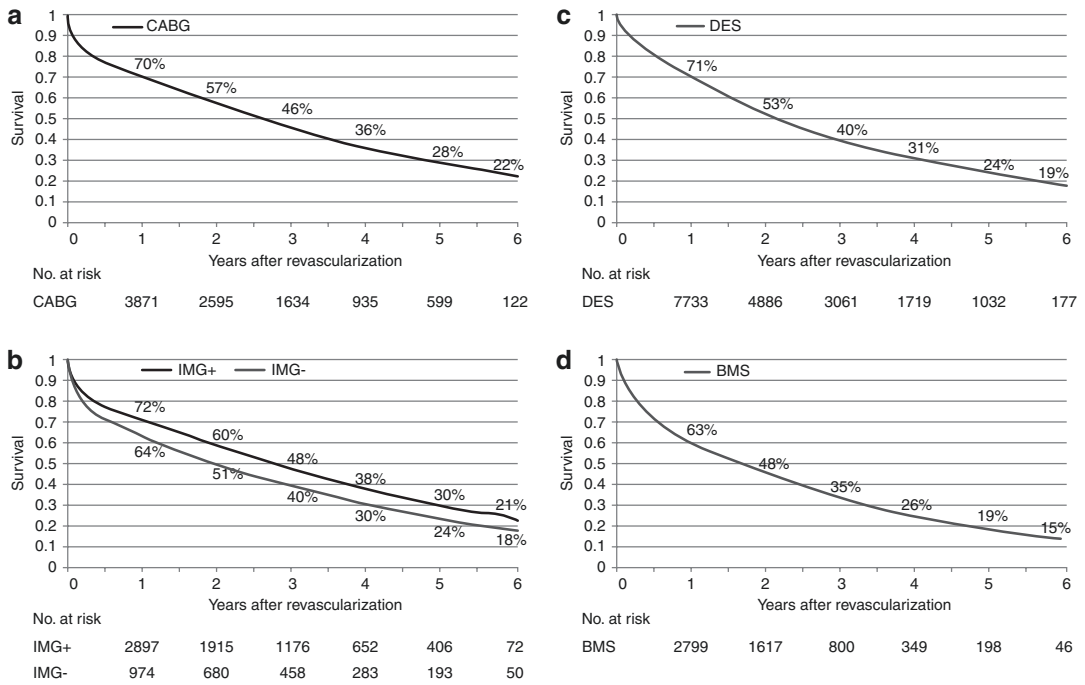 a
CABG
Survival
1
0.9
0.8
0.7
0.6
0.5
0.4
0.3
0.2
0.1
0
70%
57%
46%
36%
28%
22%
0 1 2 3 4 5 6
Years after revascularization
No. at risk
CABG 3871 2595 1634 935 599 122
c
DES
Survival
1
0.9
0.8
0.7
0.6
0.5
0.4
0.3
0.2
0.1
0
71%
53%
40%
31%
24%
19%
0 1 2 3 4 5 6
Years after revascularization
No. at risk
DES 7733 4886 3061 1719 1032 177
b
IMG+ IMG-
Survival
1
0.9
0.8
0.7
0.6
0.5
0.4
0.3
0.2
0.1
0
72%
60%
48%
38%
30%
21%
64%
51%
40%
30%
24%
18%
0 1 2 3 4 5 6
Years after revascularization
No. at risk
IMG+ 2897 1915 1176 652 406 72
IMG- 974 680 458 283 193 50
d
BMS
Survival
1
0.9
0.8
0.7
0.6
0.5
0.4
0.3
0.2
0.1
0
63%
48%
35%
26%
19%
15%
0 1 2 3 4 5 6
Years after revascularization
No. at risk
BMS 2799 1617 800 349 198 46